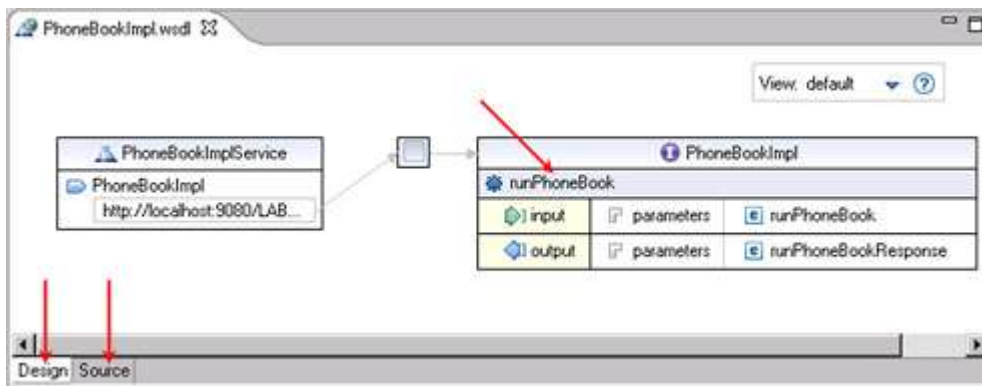 PhoneBookImpl.wsdl
View: default
PhoneBookImplService
PhoneBookImpl
http://localhost:9080/LAB...
PhoneBookImpl
runPhoneBook
input parameters runPhoneBook
output parameters runPhoneBookResponse
Design Source